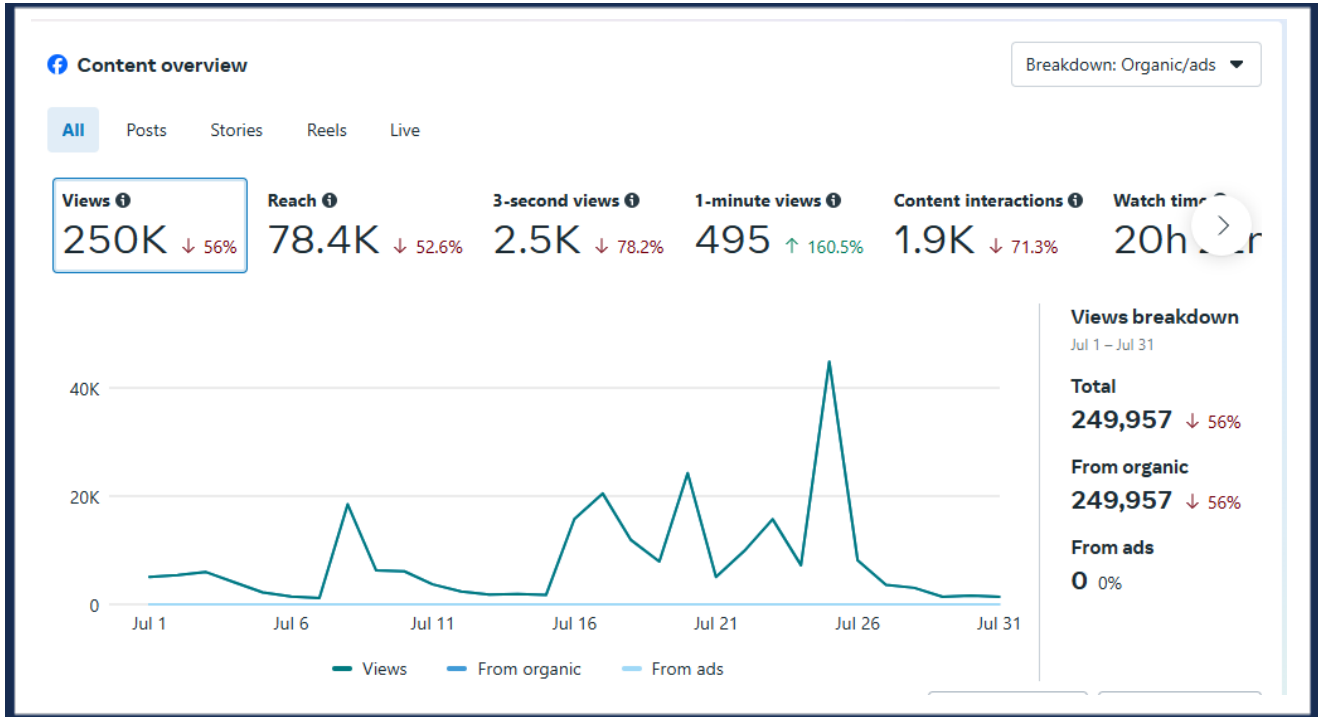 Content overview
Breakdown: Organic/ads
All Posts Stories Reels Live
Views Reach 3-second views 1-minute views Content interactions Watch
250K ↓ 56% 78.4K ↓ 52.6% 2.5K ↓ 78.2% 495 ↑ 160.5% 1.9K ↓ 71.3% 20h
Views breakdown
Jul 1 – Jul 31
Total
249,957 ↓ 56%
From organic
249,957 ↓ 56%
From ads
0 0%
40K
20K
0
Jul 1 Jul 6 Jul 11 Jul 16 Jul 21 Jul 26 Jul 31
Views From organic From ads